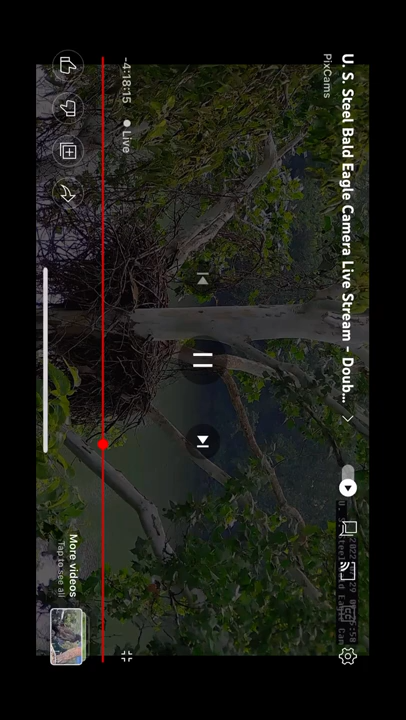 U. S. Steel Bald Eagle Camera Live Stream - Doub...
PixCams
-4:18:15
Live
More videos
Tap to see all